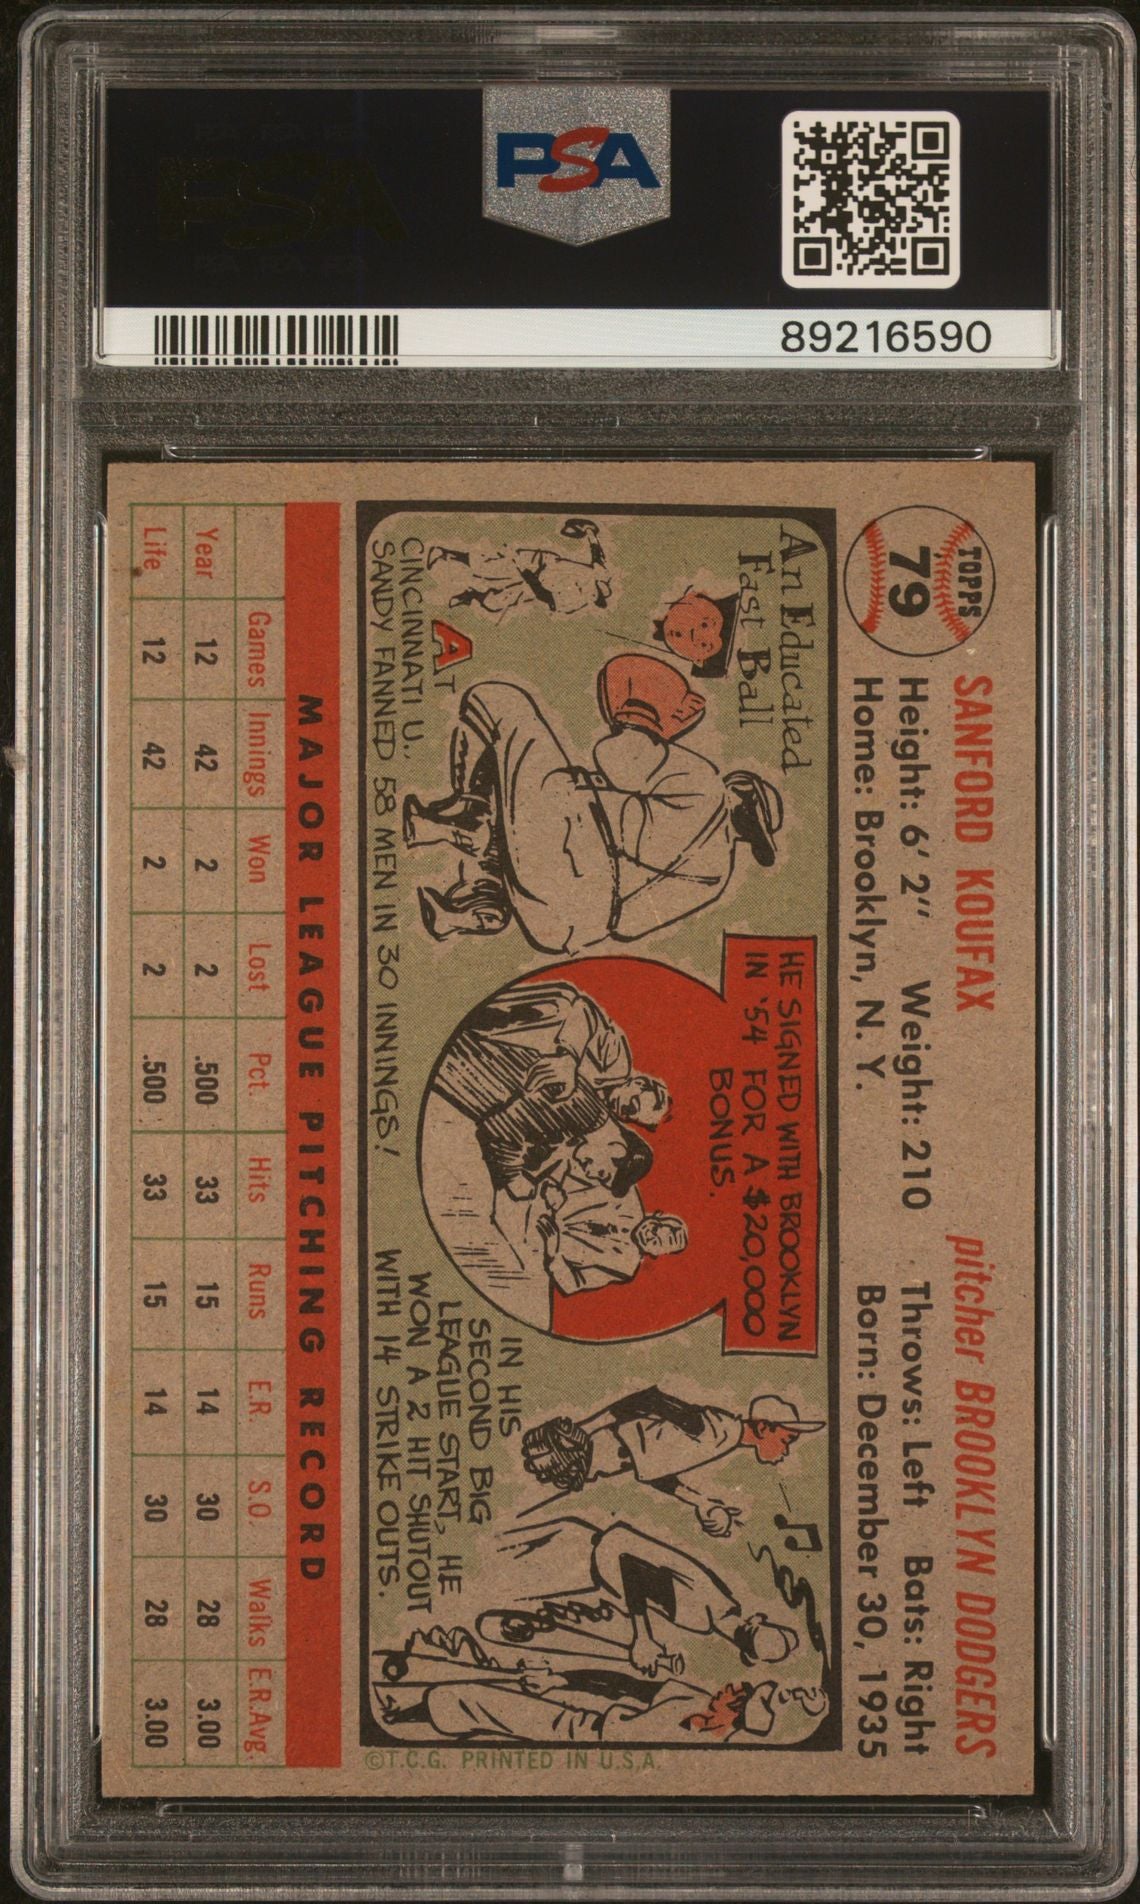 PSA
89216590
TOPPS
79
SANFORD KOUFAX pitcher BROOKLYN DODGERS
Height: 6' 2" Weight: 210 Throws: Left Bats: Right
Home: Brooklyn, N. Y. Born: December 30, 1935
An Educated
Fast Ball
AT
CINCINNATI U.,
SANDY FANNED 58 MEN IN 30 INNINGS!
HE SIGNED WITH BROOKLYN
IN '54 FOR A $20,000
BONUS.
IN HIS
SECOND BIG
LEAGUE START, HE
WON A 2 HIT SHUTOUT
WITH 14 STRIKE OUTS.
©T.C.G. PRINTED IN U.S.A.
MAJOR LEAGUE PITCHING RECORD
Games Innings Won Lost Pct. Hits Runs E.R. S.O. Walks E.R.Avg.
Year 12 42 2 2 .500 33 15 14 30 28 3.00
Life 12 42 2 2 .500 33 15 14 30 28 3.00